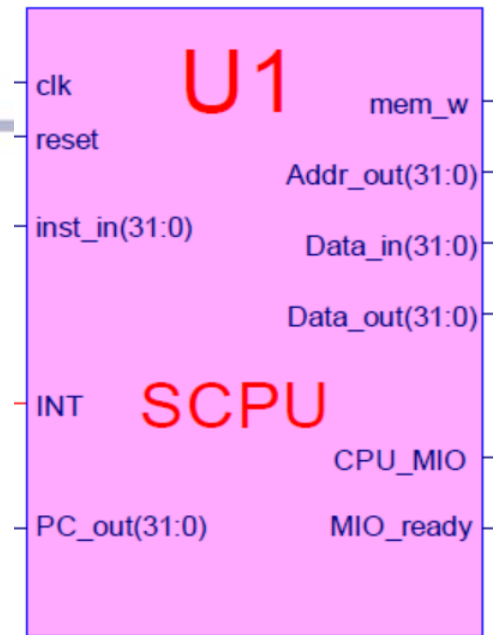 U1
clk
mem_w
reset
Addr_out(31:0)
inst_in(31:0)
Data_in(31:0)
Data_out(31:0)
INT
SCPU
CPU_MIO
PC_out(31:0)
MIO_ready